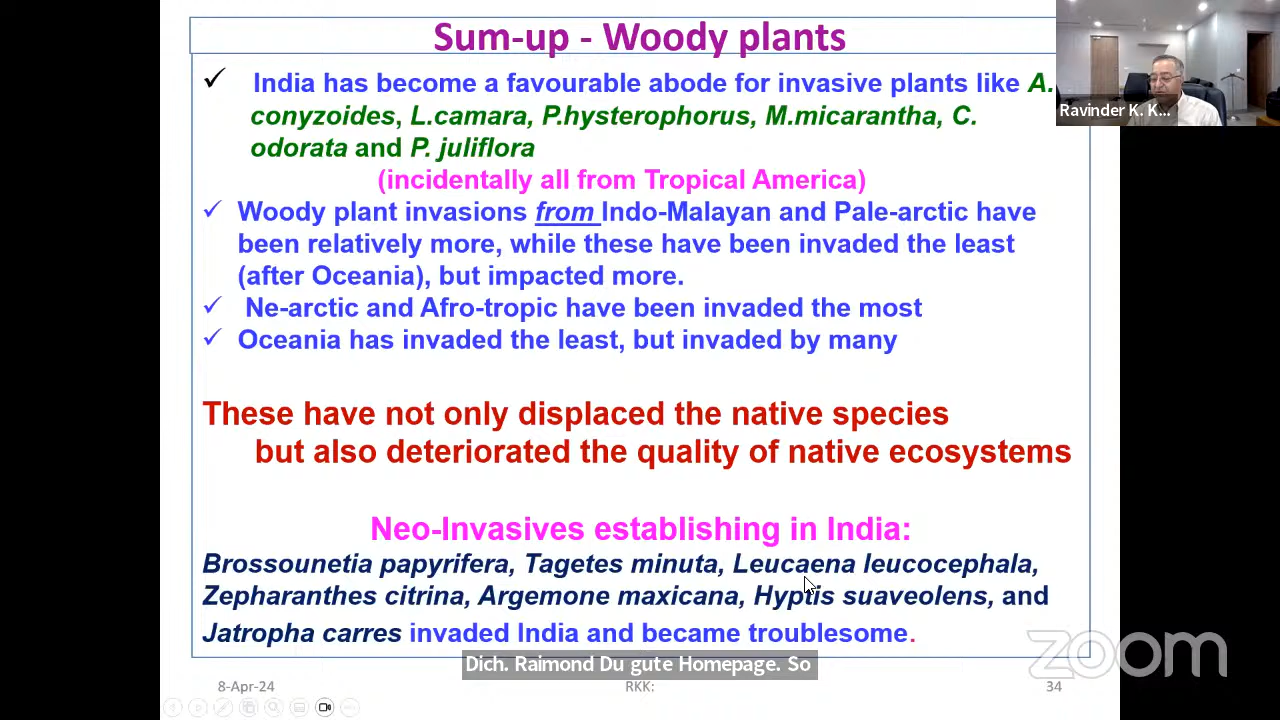 Sum-up - Woody plants
✓ India has become a favourable abode for invasive plants like A.
conyzoides, L.camara, P.hysterophorus, M.micarantha, C.
odorata and P. juliflora
(incidentally all from Tropical America)
✓ Woody plant invasions from Indo-Malayan and Pale-arctic have
been relatively more, while these have been invaded the least
(after Oceania), but impacted more.
✓ Ne-arctic and Afro-tropic have been invaded the most
✓ Oceania has invaded the least, but invaded by many
These have not only displaced the native species
but also deteriorated the quality of native ecosystems
Neo-Invasives establishing in India:
Brossounetia papyrifera, Tagetes minuta, Leucaena leucocephala,
Zepharanthes citrina, Argemone maxicana, Hyptis suaveolens, and
Jatropha carres invaded India and became troublesome.
Dich. Raimond Du gute Homepage. So
8-Apr-24
RKK:
34
Ravinder K. K...
zoom